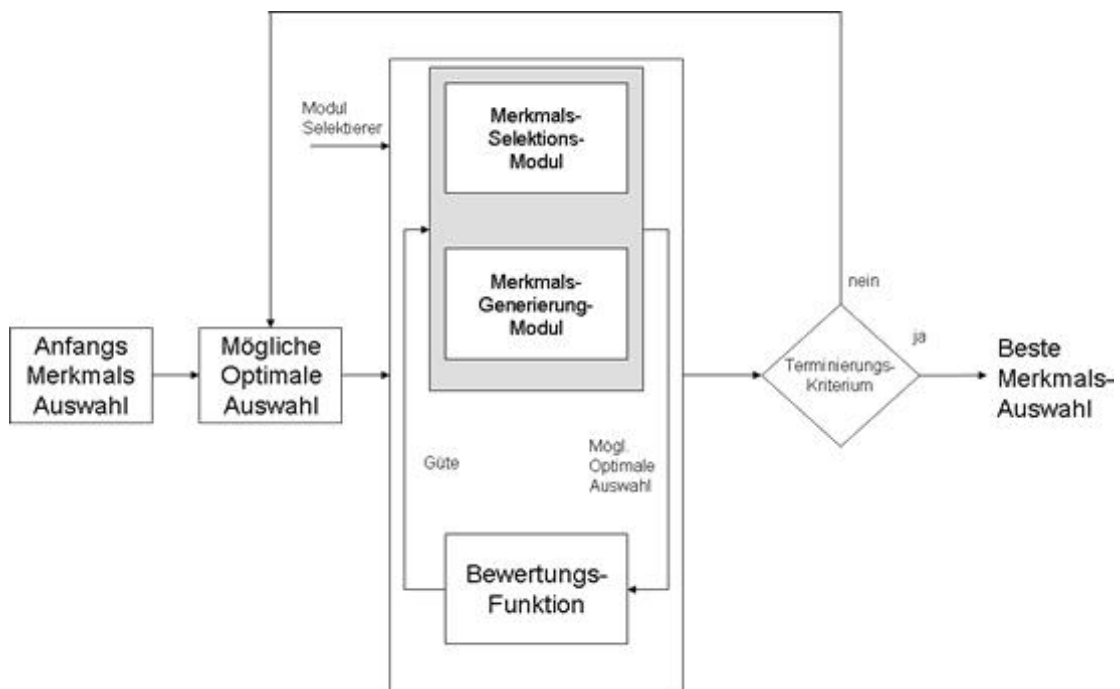 Modul
Selektierer
Merkmals-
Selektions-
Modul
Merkmals-
Generierung-
Modul
Anfangs
Merkmals
Auswahl
Mögliche
Optimale
Auswahl
Güte
Mögl.
Optimale
Auswahl
Bewertungs-
Funktion
nein
Terminierungs-
Kriterium
ja
Beste
Merkmals-
Auswahl